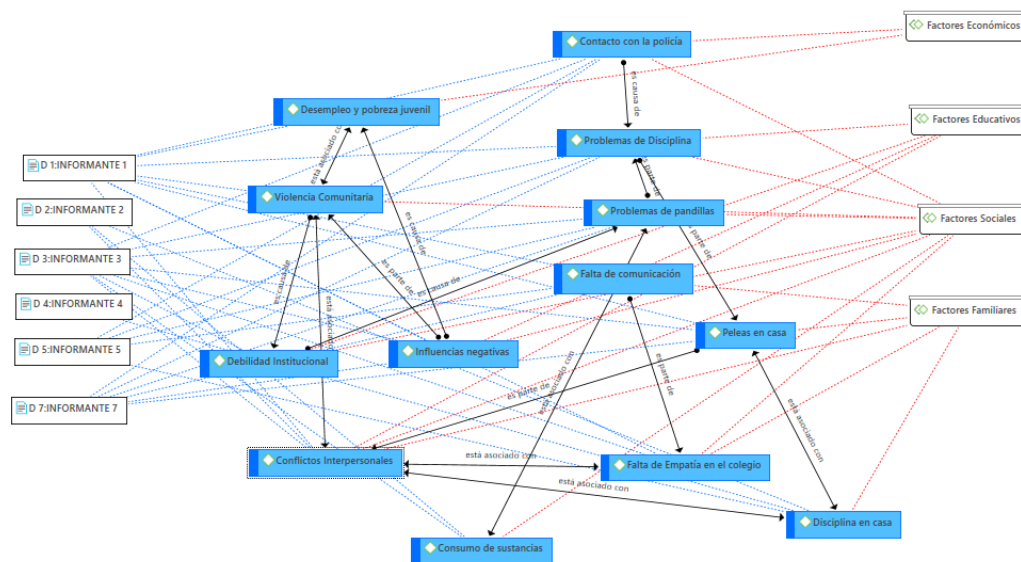 Contacto con la policía
Factores Económicos
es causa de
Desempleo y pobreza juvenil
Factores Educativos
Problemas de Disciplina
está asociado con
es parte de
D 1:INFORMANTE 1
Violencia Comunitaria
D 2:INFORMANTE 2
Problemas de pandillas
Factores Sociales
es causa de
es parte de
D 3:INFORMANTE 3
es parte de
es causa de
Falta de comunicación
es causa de
D 4:INFORMANTE 4
está asociado
Factores Familiares
Peleas en casa
D 5:INFORMANTE 5
Debilidad Institucional
Influencias negativas
está asociado con
es parte de
es parte de
D 7:INFORMANTE 7
está asociado con
está asociado con
Conflictos Interpersonales
Falta de Empatía en el colegio
está asociado con
Disciplina en casa
Consumo de sustancias